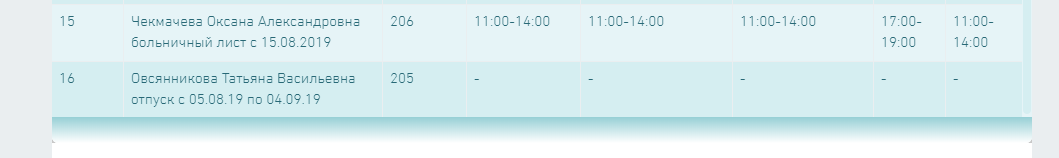 15 Чекмачева Оксана Александровна 206 11:00-14:00 11:00-14:00 11:00-14:00 17:00- 11:00-
больничный лист с 15.08.2019 19:00 14:00
16 Овсянникова Татьяна Васильевна 205 - - - - -
отпуск с 05.08.19 по 04.09.19